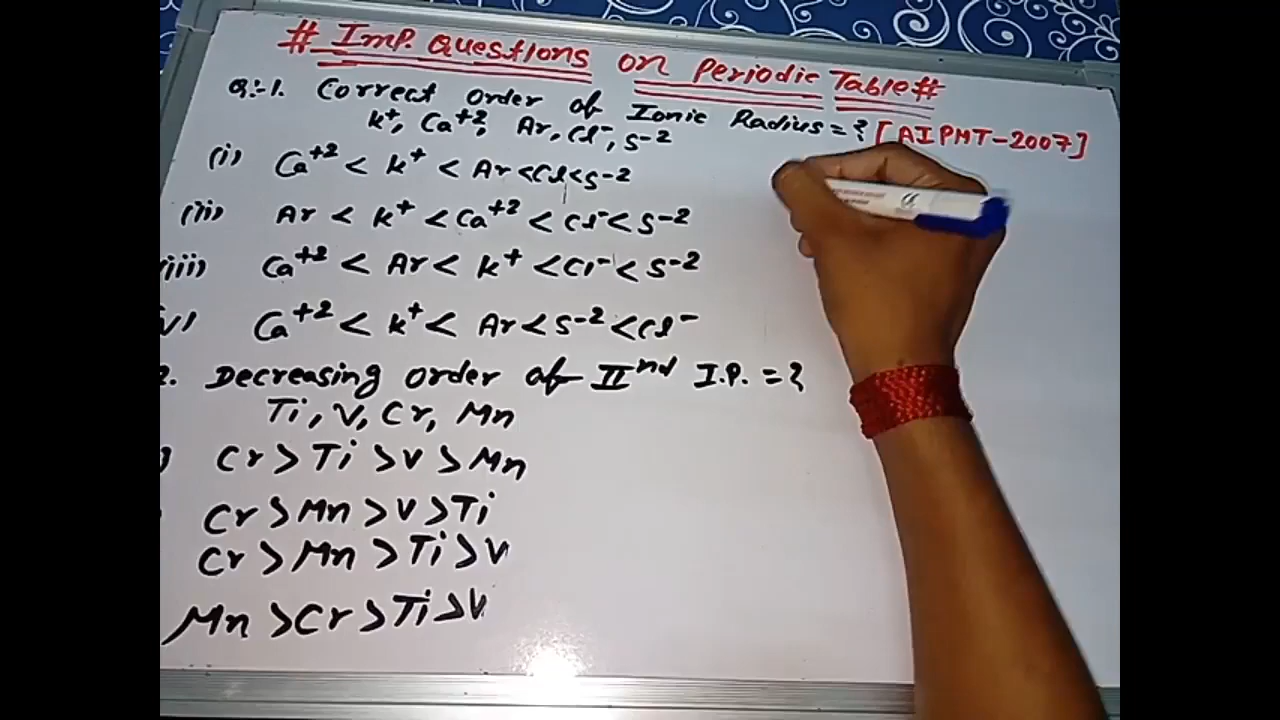 # Imp. Questions on Periodic Table #
Q:-1. Correct order of Ionic Radius = ? [AIPMT-2007]
K+, Ca+2, Ar, Cl-, S-2
(i) Ca+2 < K+ < Ar < Cl < S-2
(ii) Ar < K+ < Ca+2 < Cl- < S-2
(iii) Ca+2 < Ar < K+ < Cl- < S-2
v) Ca+2 < K+ < Ar < S-2 < Cl-
2. Decreasing order of IInd I.P. = ?
Ti, V, Cr, Mn
) Cr > Ti > V > Mn
Cr > Mn > V > Ti
Cr > Mn > Ti > V
Mn > Cr > Ti > V